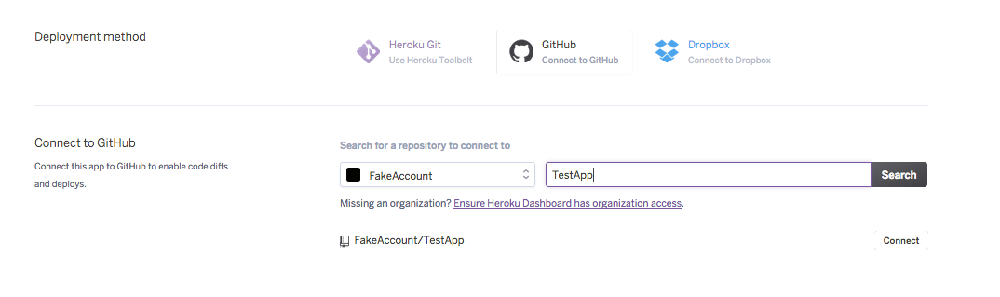 Deployment method
Heroku Git
Use Heroku Toolbelt
GitHub
Connect to GitHub
Dropbox
Connect to Dropbox
Connect to GitHub
Connect this app to GitHub to enable code diffs
and deploys.
Search for a repository to connect to
FakeAccount
TestApp
Search
Missing an organization? Ensure Heroku Dashboard has organization access.
FakeAccount/TestApp
Connect